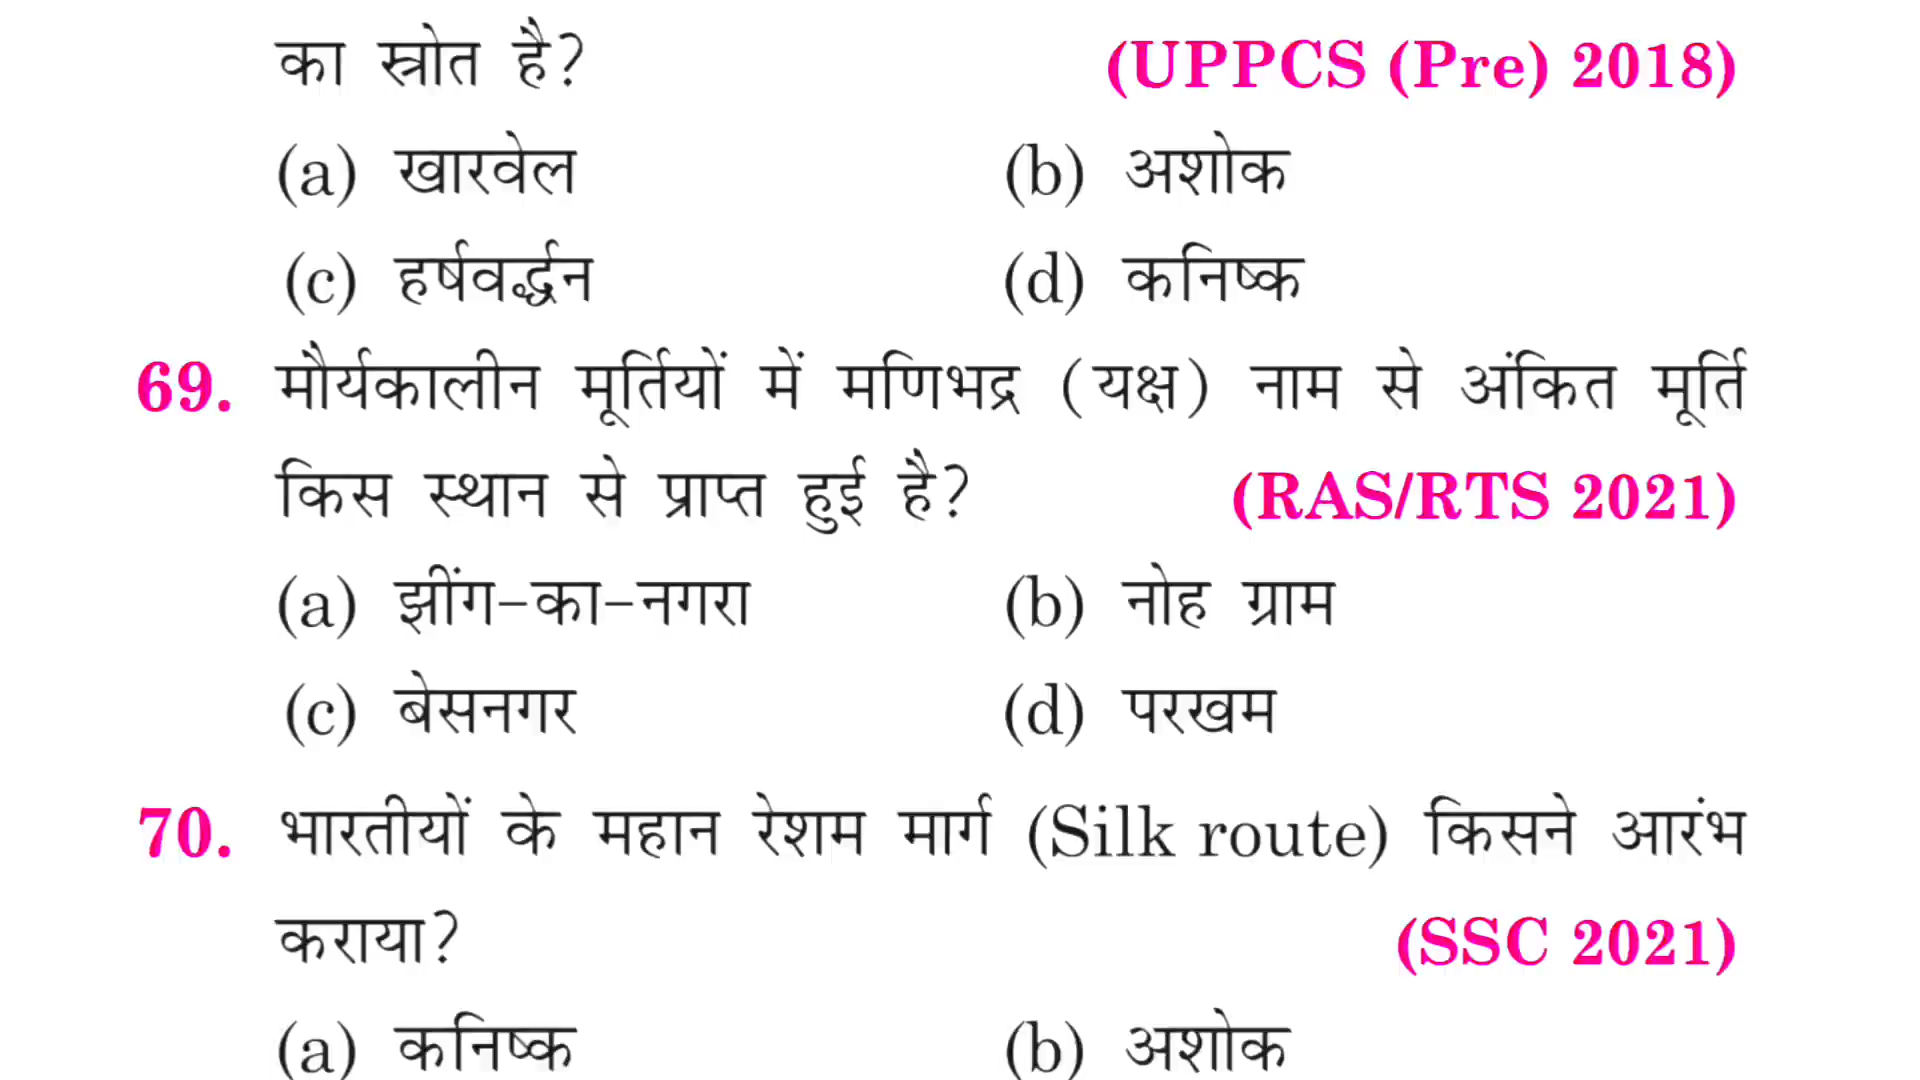 का स्रोत है? (UPPCS (Pre) 2018)
(a) खारवेल (b) अशोक
(c) हर्षवर्द्धन (d) कनिष्क
69. मौर्यकालीन मूर्तियों में मणिभद्र (यक्ष) नाम से अंकित मूर्ति
किस स्थान से प्राप्त हुई है? (RAS/RTS 2021)
(a) झींग-का-नगरा (b) नोह ग्राम
(c) बेसनगर (d) परखम
70. भारतीयों के महान रेशम मार्ग (Silk route) किसने आरंभ
कराया? (SSC 2021)
(a) कनिष्क (b) अशोक